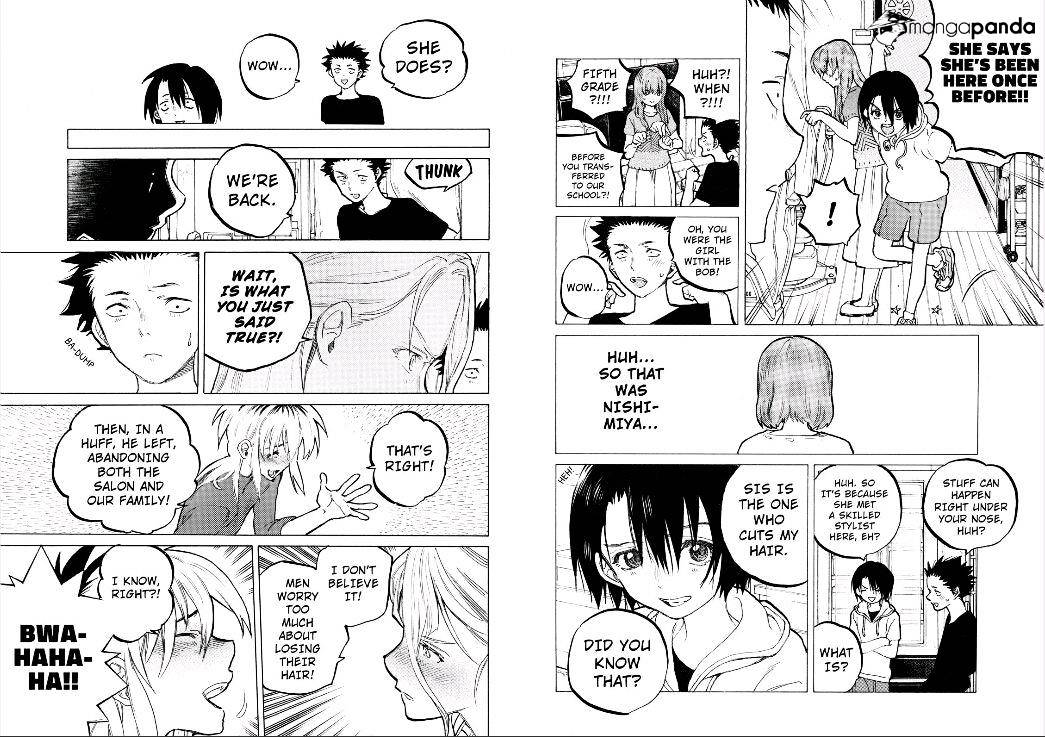 mangapanda
SHE SAYS
SHE'S BEEN
HERE ONCE
BEFORE!!
!
HUH?!
WHEN
?!!!
FIFTH
GRADE
?!!!
BEFORE
YOU TRANS-
FERRED
TO OUR
SCHOOL?!
OH, YOU
WERE THE
GIRL
WITH THE
BOB!
WOW...
HUH...
SO THAT
WAS
NISHI-
MIYA...
STUFF CAN
HAPPEN
RIGHT UNDER
YOUR NOSE,
HUH?
HUH. SO
IT'S BECAUSE
SHE MET
A SKILLED
STYLIST
HERE, EH?
WHAT
IS?
HEH!
SIS IS
THE ONE
WHO
CUTS MY
HAIR.
DID YOU
KNOW
THAT?
SHE
DOES?
WOW...
THUNK
WE'RE
BACK.
WAIT,
IS WHAT
YOU JUST
SAID
TRUE?!
BA-DUMP
THAT'S
RIGHT!
THEN, IN A
HUFF, HE LEFT,
ABANDONING
BOTH THE
SALON AND
OUR FAMILY!
I DON'T
BELIEVE
IT!
MEN
WORRY
TOO
MUCH
ABOUT
LOSING
THEIR
HAIR!
I KNOW,
RIGHT?!
BWA-
HAHA-
HA!!